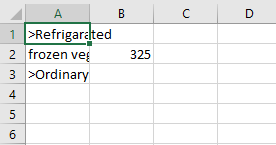 A B C D
1 >Refrigarated
2 frozen veg 325
3 >Ordinary
4
5
6